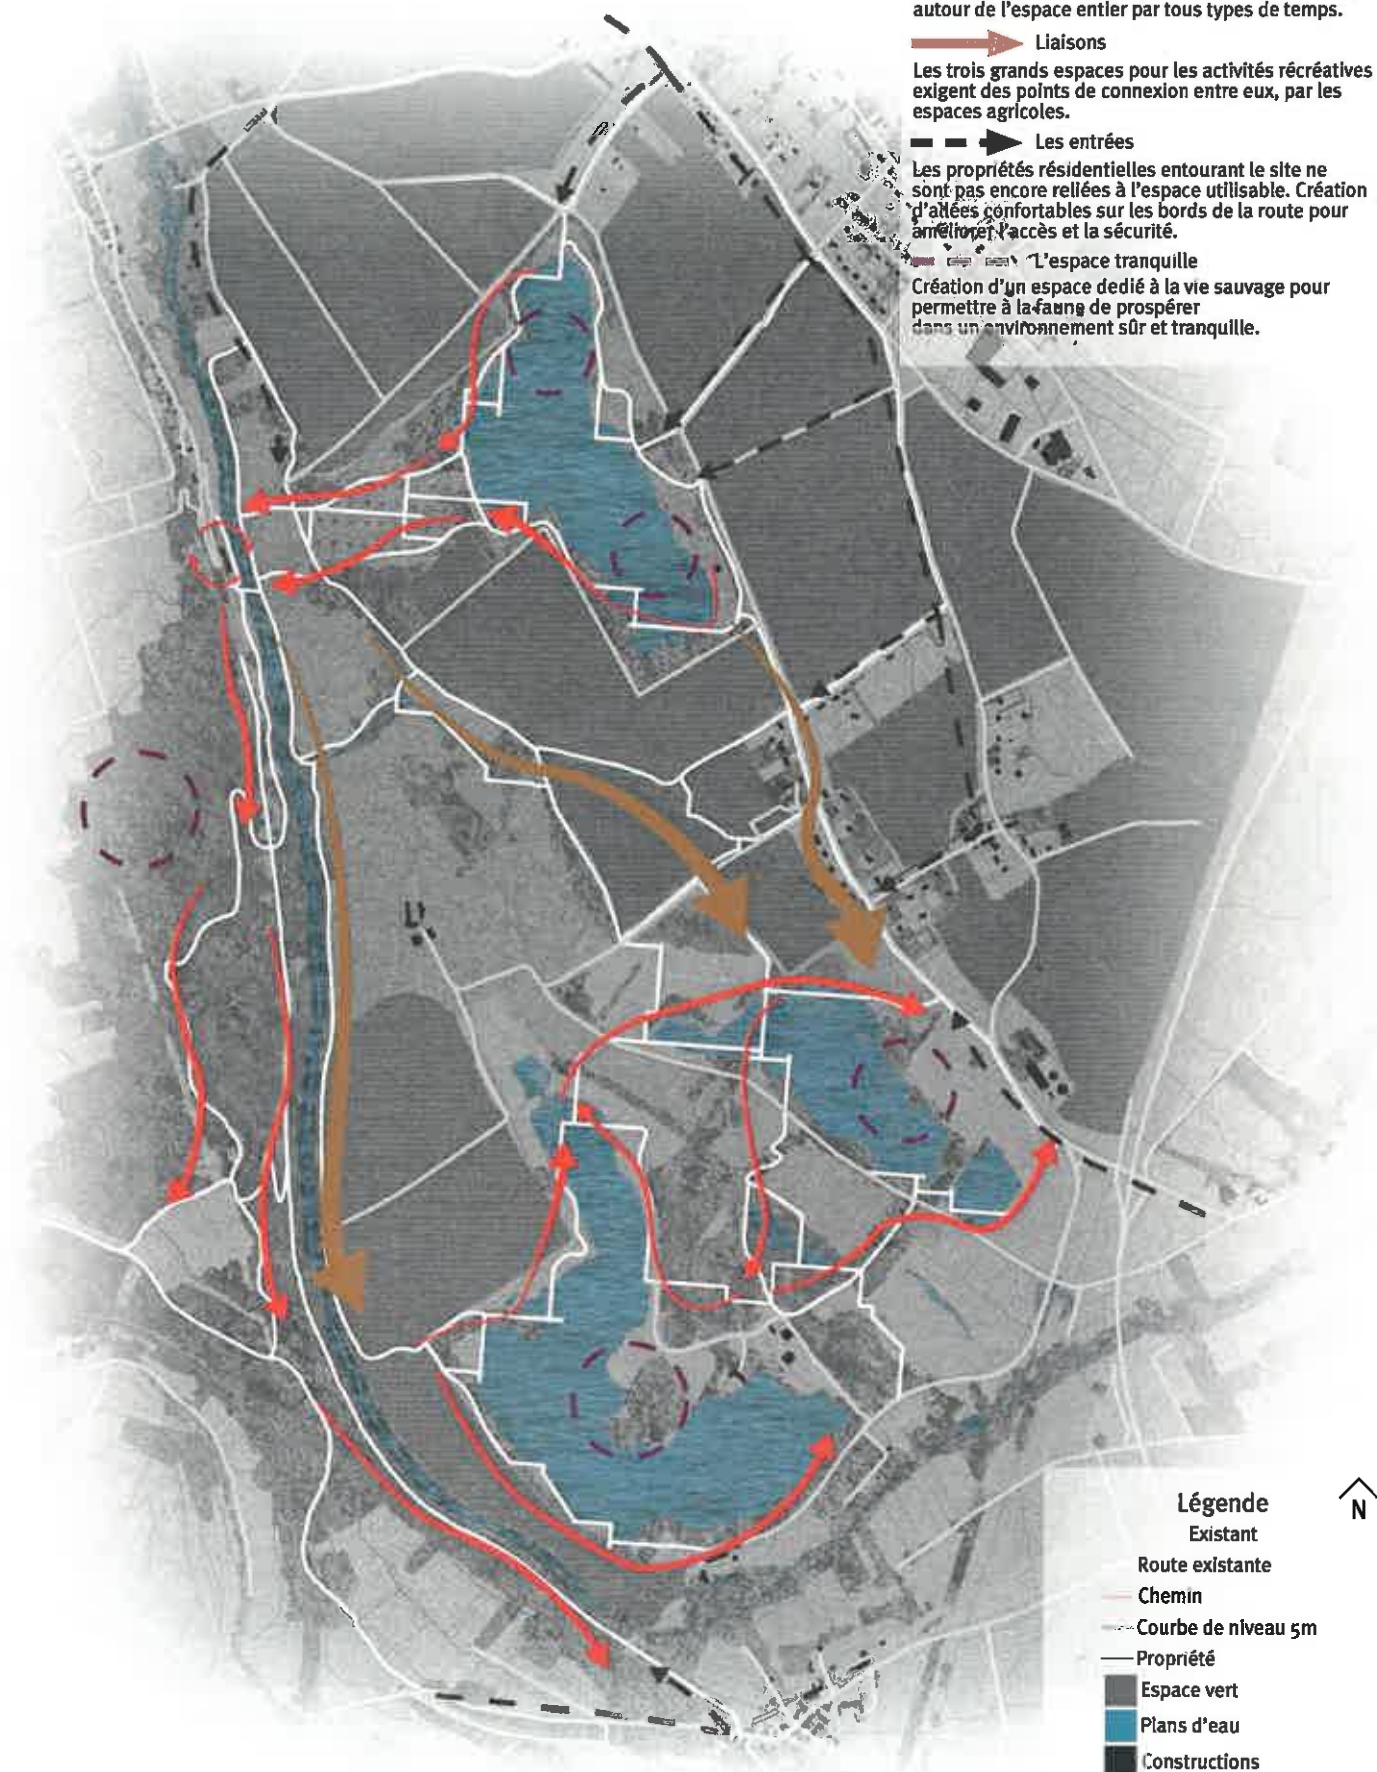 autour de l'espace entier par tous types de temps.
Liaisons
Les trois grands espaces pour les activités récréatives
exigent des points de connexion entre eux, par les
espaces agricoles.
Les entrées
Les propriétés résidentielles entourant le site ne
sont pas encore reliées à l'espace utilisable. Création
d'allées confortables sur les bords de la route pour
améliorer l'accès et la sécurité.
L'espace tranquille
Création d'un espace dedié à la vie sauvage pour
permettre à la faune de prospérer
dans un environnement sûr et tranquille.
Légende
N
Existant
Route existante
Chemin
Courbe de niveau 5m
Propriété
Espace vert
Plans d'eau
Constructions